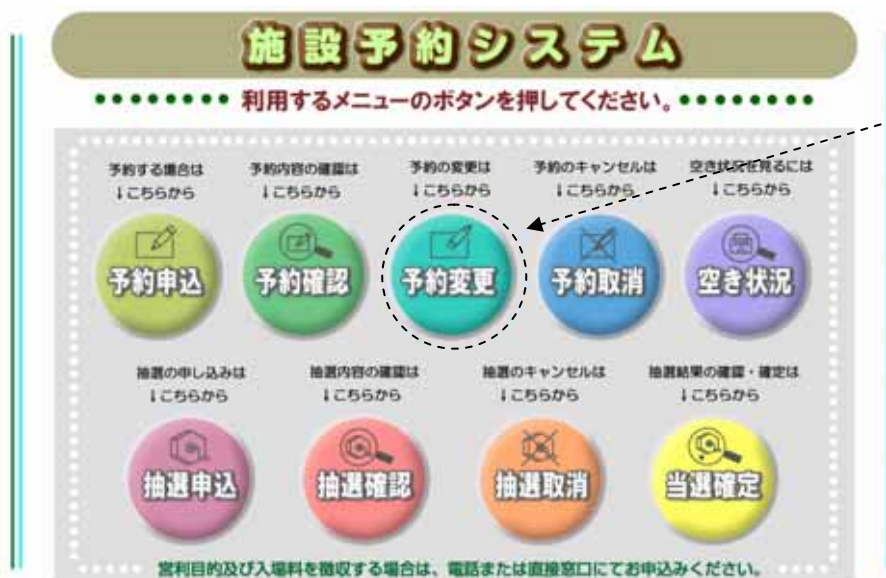 施設予約システム
利用するメニューのボタンを押してください。
予約する場合は 予約内容の確認は 予約の変更は 予約のキャンセルは 空き状況を見るには
↓こちらから ↓こちらから ↓こちらから ↓こちらから ↓こちらから
予約申込 予約確認 予約変更 予約取消 空き状況
抽選の申し込みは 抽選内容の確認は 抽選のキャンセルは 抽選結果の確認・確定は
↓こちらから ↓こちらから ↓こちらから ↓こちらから
抽選申込 抽選確認 抽選取消 当選確定
営利目的及び入場料を徴収する場合は、電話または直接窓口にてお申込みください。